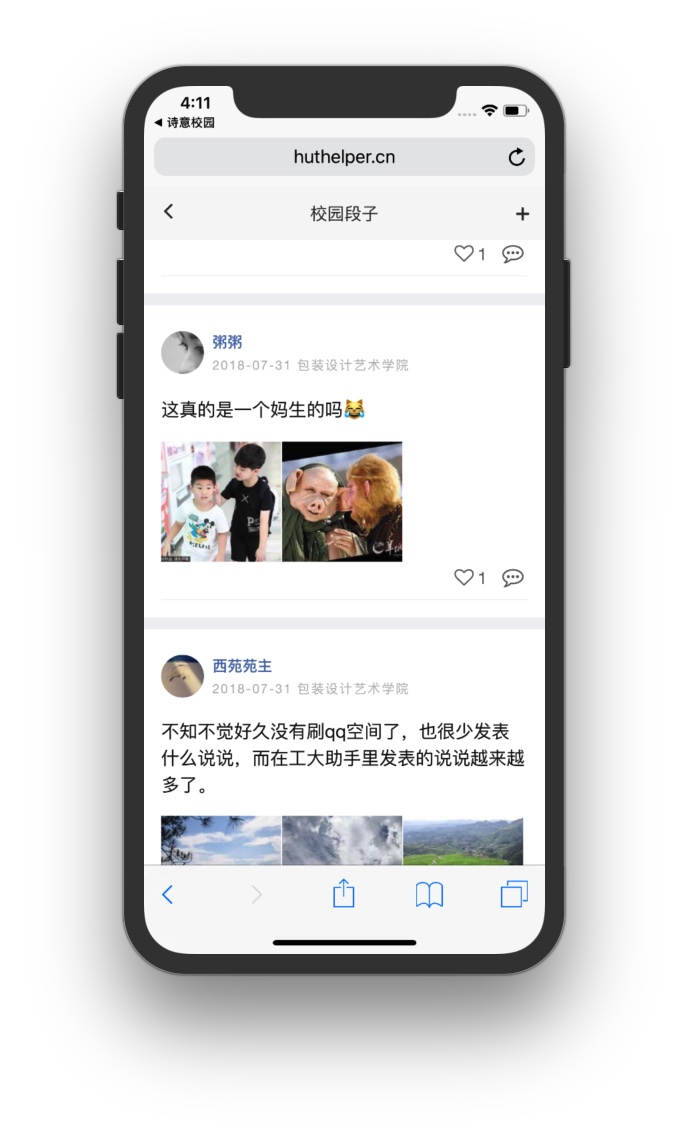 4:11
◀ 诗意校园
huthelper.cn
校园段子
1
粥粥
2018-07-31 包装设计艺术学院
这真的是一个妈生的吗😹
1
西苑苑主
2018-07-31 包装设计艺术学院
不知不觉好久没有刷qq空间了，也很少发表
什么说说，而在工大助手里发表的说说越来越
多了。